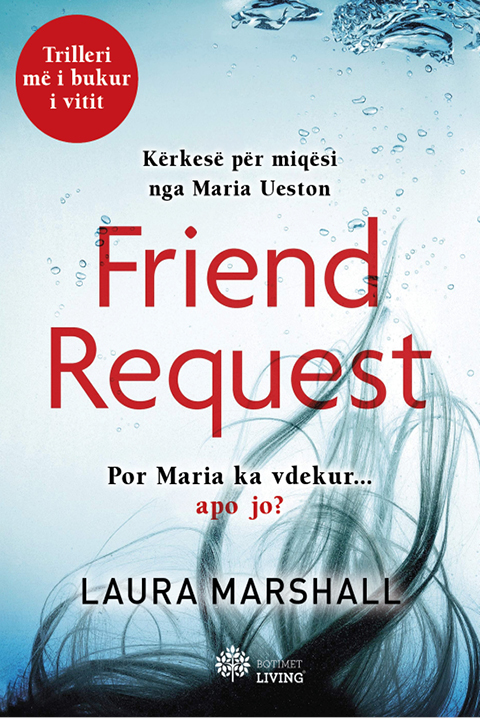 Trilleri
më i bukur
i vitit
Kërkesë për miqësi
nga Maria Ueston
Friend
Request
Por Maria ka vdekur...
apo jo?
LAURA MARSHALL
BOTIMET
LIVING®